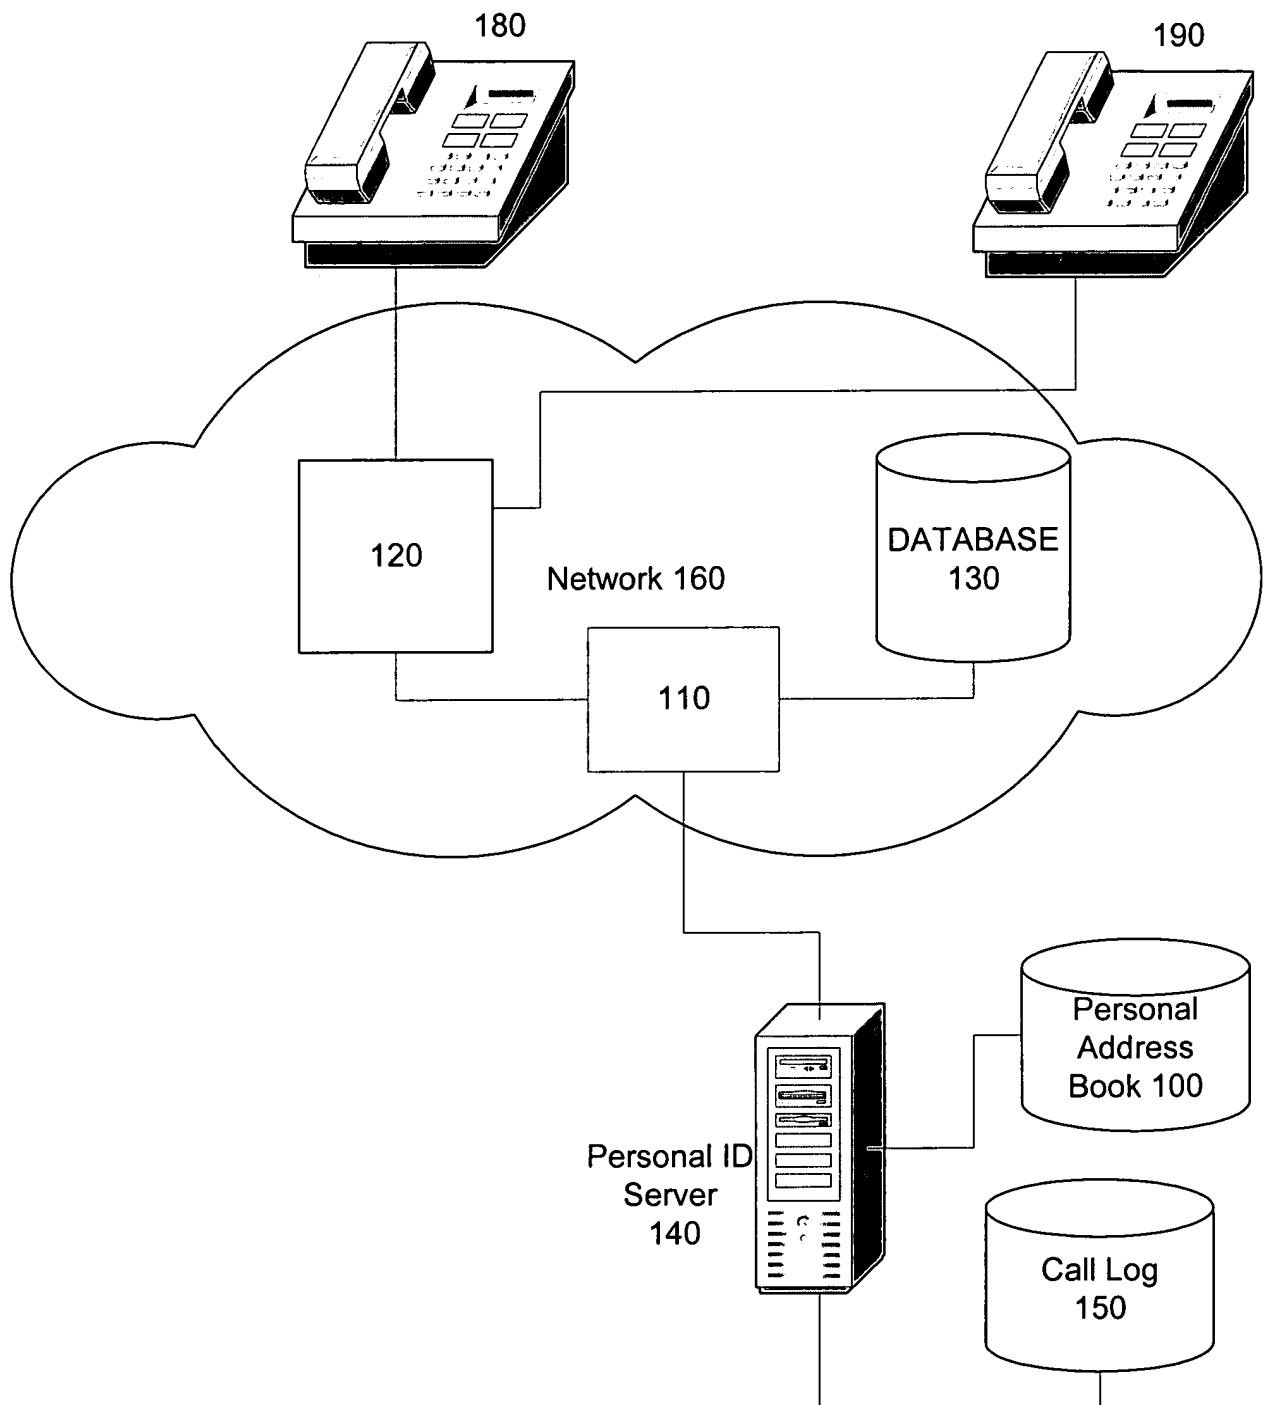 180
190
120
Network 160
DATABASE
130
110
Personal
Address
Book 100
Personal ID
Server
140
Call Log
150